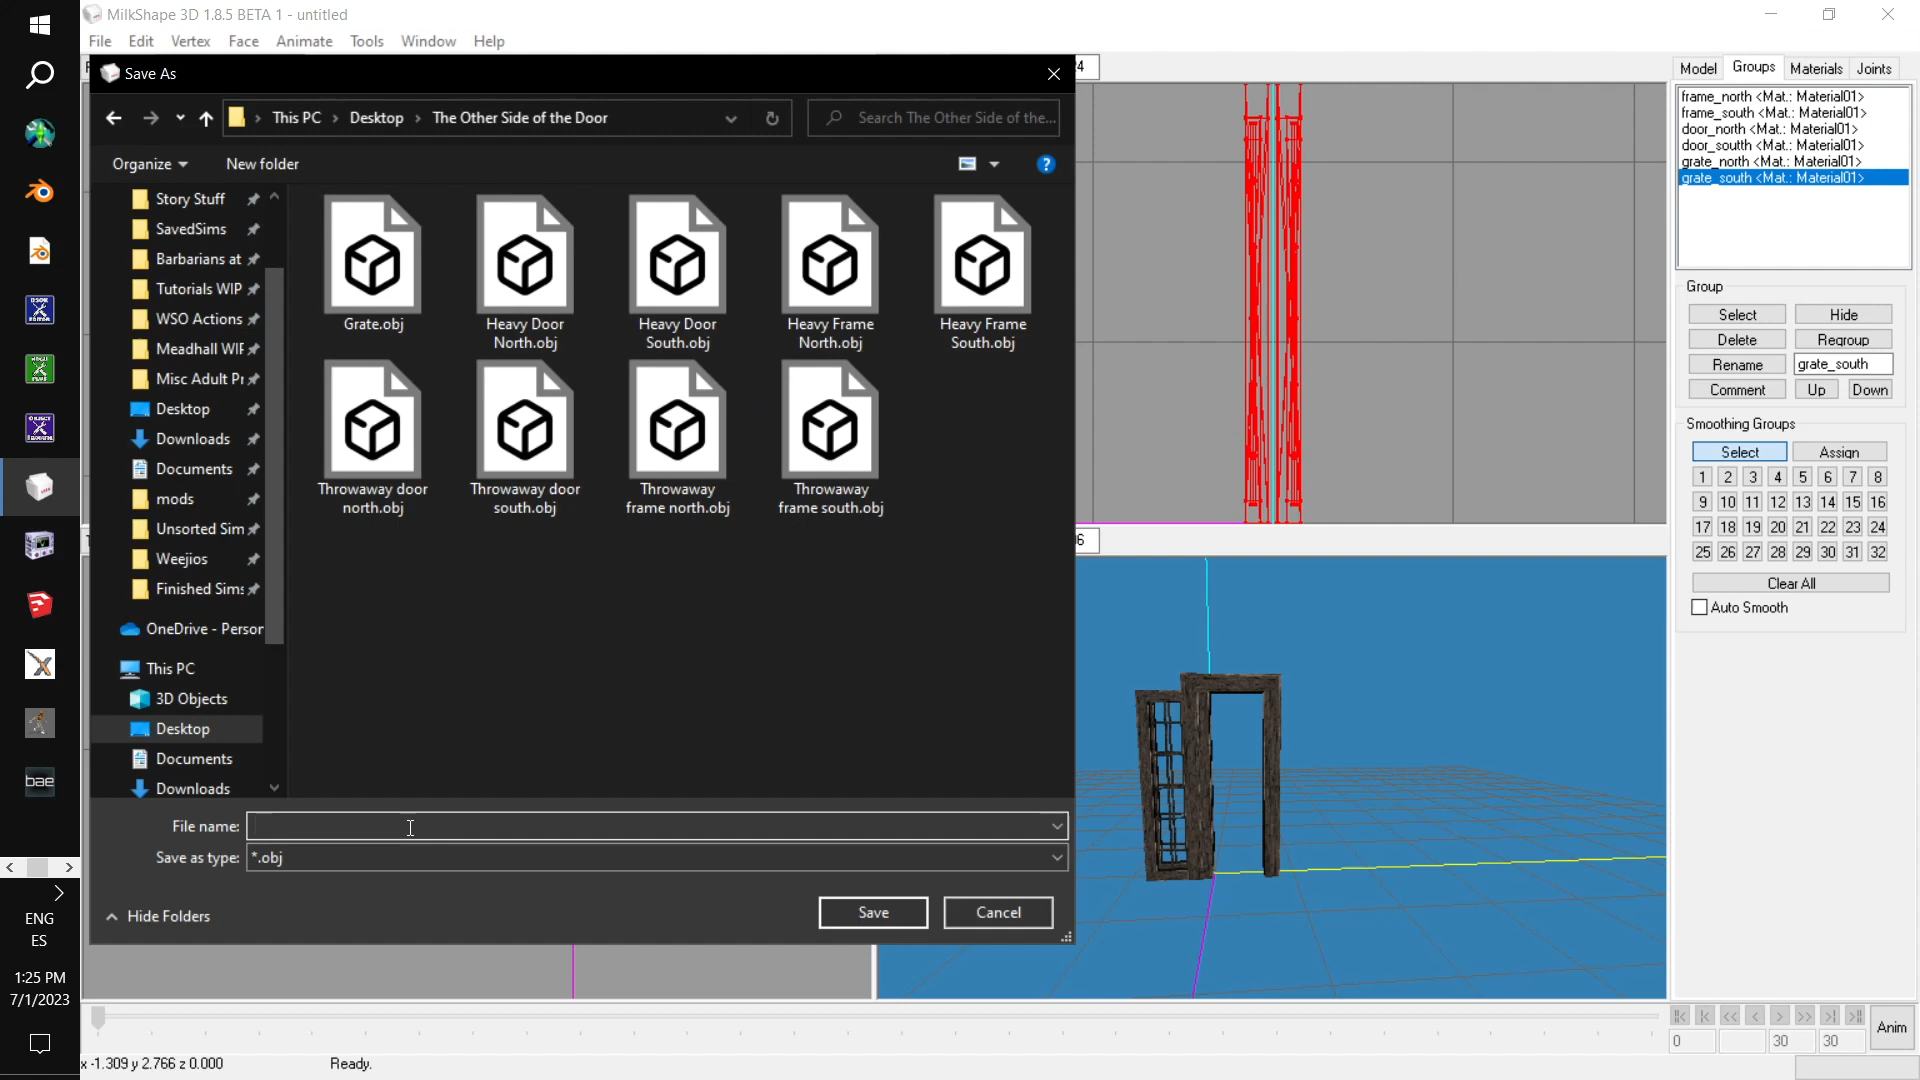 MilkShape 3D 1.8.5 BETA 1 - untitled
File Edit Vertex Face Animate Tools Window Help
Save As
This PC > Desktop > The Other Side of the Door
Search The Other Side of the...
Organize
New folder
Story Stuff
SavedSims
Barbarians at
Tutorials WIP
WSO Actions
Meadhall WIF
Misc Adult Pr
Desktop
Downloads
Documents
mods
Unsorted Sim
Weejios
Finished Sims
OneDrive - Person
This PC
3D Objects
Desktop
Documents
Downloads
Grate.obj
Heavy Door
North.obj
Heavy Door
South.obj
Heavy Frame
North.obj
Heavy Frame
South.obj
Throwaway door
north.obj
Throwaway door
south.obj
Throwaway
frame north.obj
Throwaway
frame south.obj
File name:
Save as type: *.obj
Hide Folders
Save
Cancel
Model Groups Materials Joints
frame_north <Mat.: Material01>
frame_south <Mat.: Material01>
door_north <Mat.: Material01>
door_soutth <Mat.: Material01>
grate_north <Mat.: Material01>
grate_south <Mat.: Material01>
Group
Select Hide
Delete Regroup
Rename grate_south
Comment Up Down
Smoothing Groups
Select Assign
1 2 3 4 5 6 7 8
9 10 11 12 13 14 15 16
17 18 19 20 21 22 23 24
25 26 27 28 29 30 31 32
Clear All
Auto Smooth
0 30 30
Anim
x -1.309 y 2.766 z 0.000
Ready.
bae
ENG
ES
1:25 PM
7/1/2023